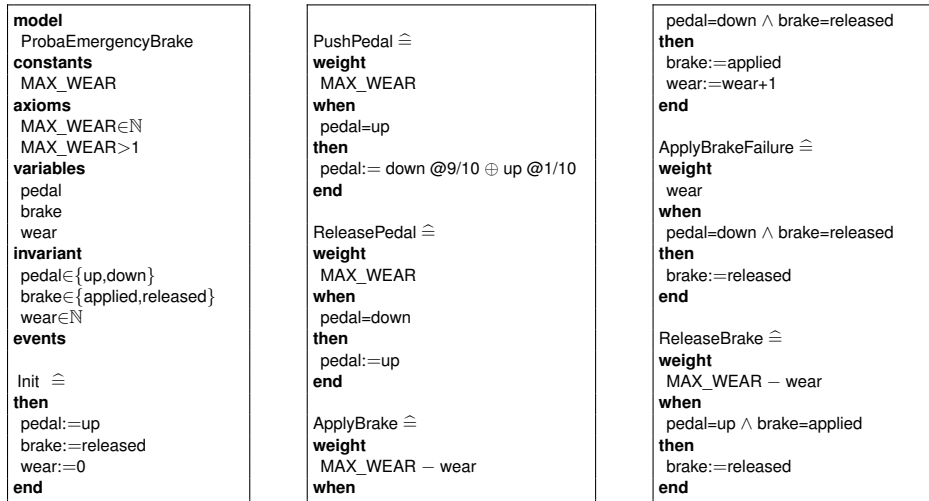 model
ProbaEmergencyBrake
constants
MAX_WEAR
axioms
MAX_WEAR∈ℕ
MAX_WEAR>1
variables
pedal
brake
wear
invariant
pedal∈{up,down}
brake∈{applied,released}
wear∈ℕ
events
Init ≙
then
pedal:=up
brake:=released
wear:=0
end
PushPedal ≙
weight
MAX_WEAR
when
pedal=up
then
pedal:= down @9/10 ⊕ up @1/10
end
ReleasePedal ≙
weight
MAX_WEAR
when
pedal=down
then
pedal:=up
end
ApplyBrake ≙
weight
MAX_WEAR − wear
when
pedal=down ∧ brake=released
then
brake:=applied
wear:=wear+1
end
ApplyBrakeFailure ≙
weight
wear
when
pedal=down ∧ brake=released
then
brake:=released
end
ReleaseBrake ≙
weight
MAX_WEAR − wear
when
pedal=up ∧ brake=applied
then
brake:=released
end